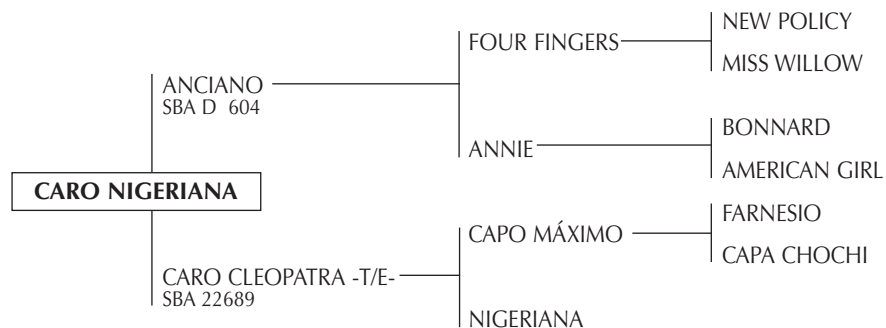 NEW POLICY
FOUR FINGERS
MISS WILLOW
ANCIANO
SBA D 604
BONNARD
ANNIE
AMERICAN GIRL
CARO NIGERIANA
FARNESIO
CAPO MÁXIMO
CAPA CHOCHI
CARO CLEOPATRA -T/E-
SBA 22689
NIGERIANA